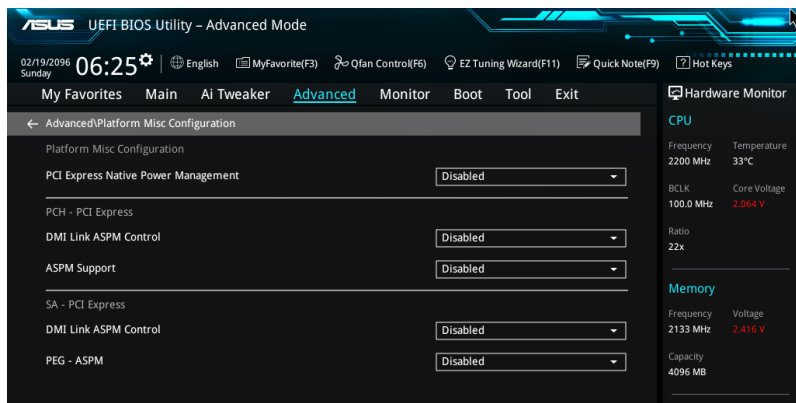 ASUS UEFI BIOS Utility – Advanced Mode
02/19/2096 Sunday 06:25 English MyFavorite(F3) Qfan Control(F6) EZ Tuning Wizard(F11) Quick Note(F9) ? Hot Keys
My Favorites Main Ai Tweaker Advanced Monitor Boot Tool Exit
Hardware Monitor
← Advanced\Platform Misc Configuration
Platform Misc Configuration
PCI Express Native Power Management Disabled
PCH - PCI Express
DMI Link ASPM Control Disabled
ASPM Support Disabled
SA - PCI Express
DMI Link ASPM Control Disabled
PEG - ASPM Disabled
CPU
Frequency Temperature
2200 MHz 33°C
BCLK Core Voltage
100.0 MHz 2.064 V
Ratio
22x
Memory
Frequency Voltage
2133 MHz 2.416 V
Capacity
4096 MB